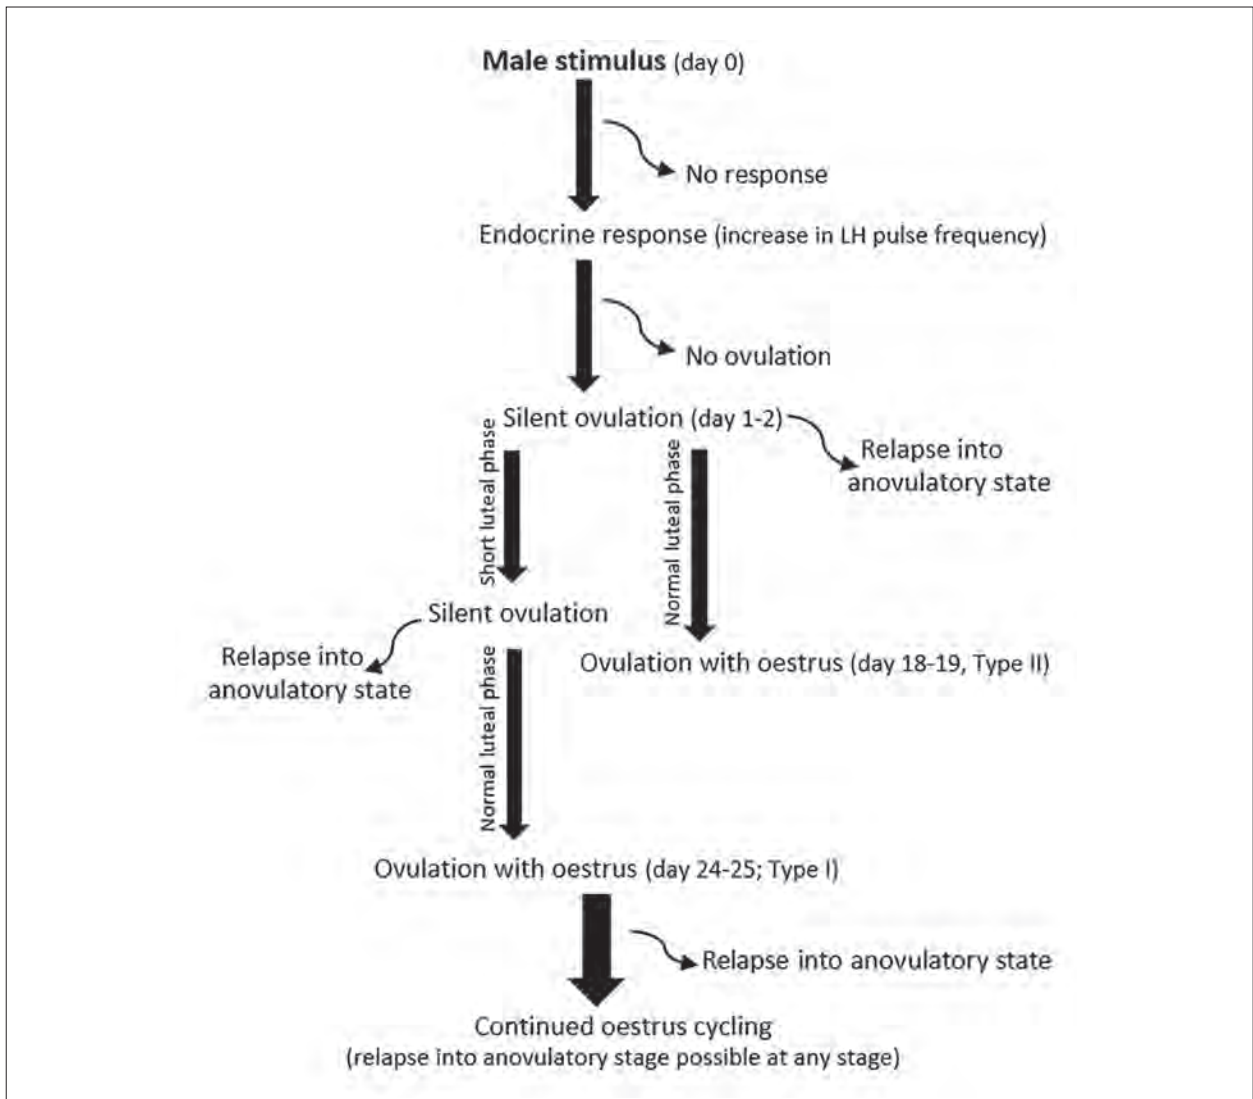 Male stimulus (day 0)
No response
Endocrine response (increase in LH pulse frequency)
No ovulation
Silent ovulation (day 1-2)
Relapse into
anovulatory state
Short luteal phase
Normal luteal phase
Silent ovulation
Relapse into
anovulatory state
Ovulation with oestrus (day 18-19, Type II)
Normal luteal phase
Ovulation with oestrus (day 24-25; Type I)
Relapse into anovulatory state
Continued oestrus cycling
(relapse into anovulatory stage possible at any stage)